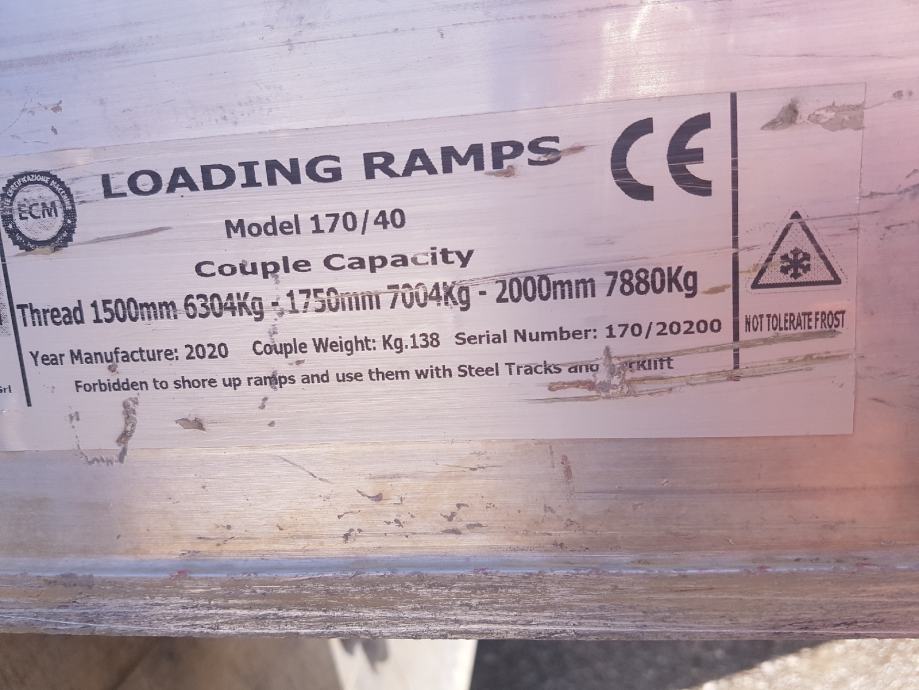 LOADING RAMPS
CE
ECM
Model 170/40
Couple Capacity
Thread 1500mm 6304Kg - 1750mm 7004Kg - 2000mm 7880Kg
Year Manufacture: 2020 Couple Weight: Kg.138 Serial Number: 170/20200
NOT TOLERATE FROST
Forbidden to shore up ramps and use them with Steel Tracks and
srl